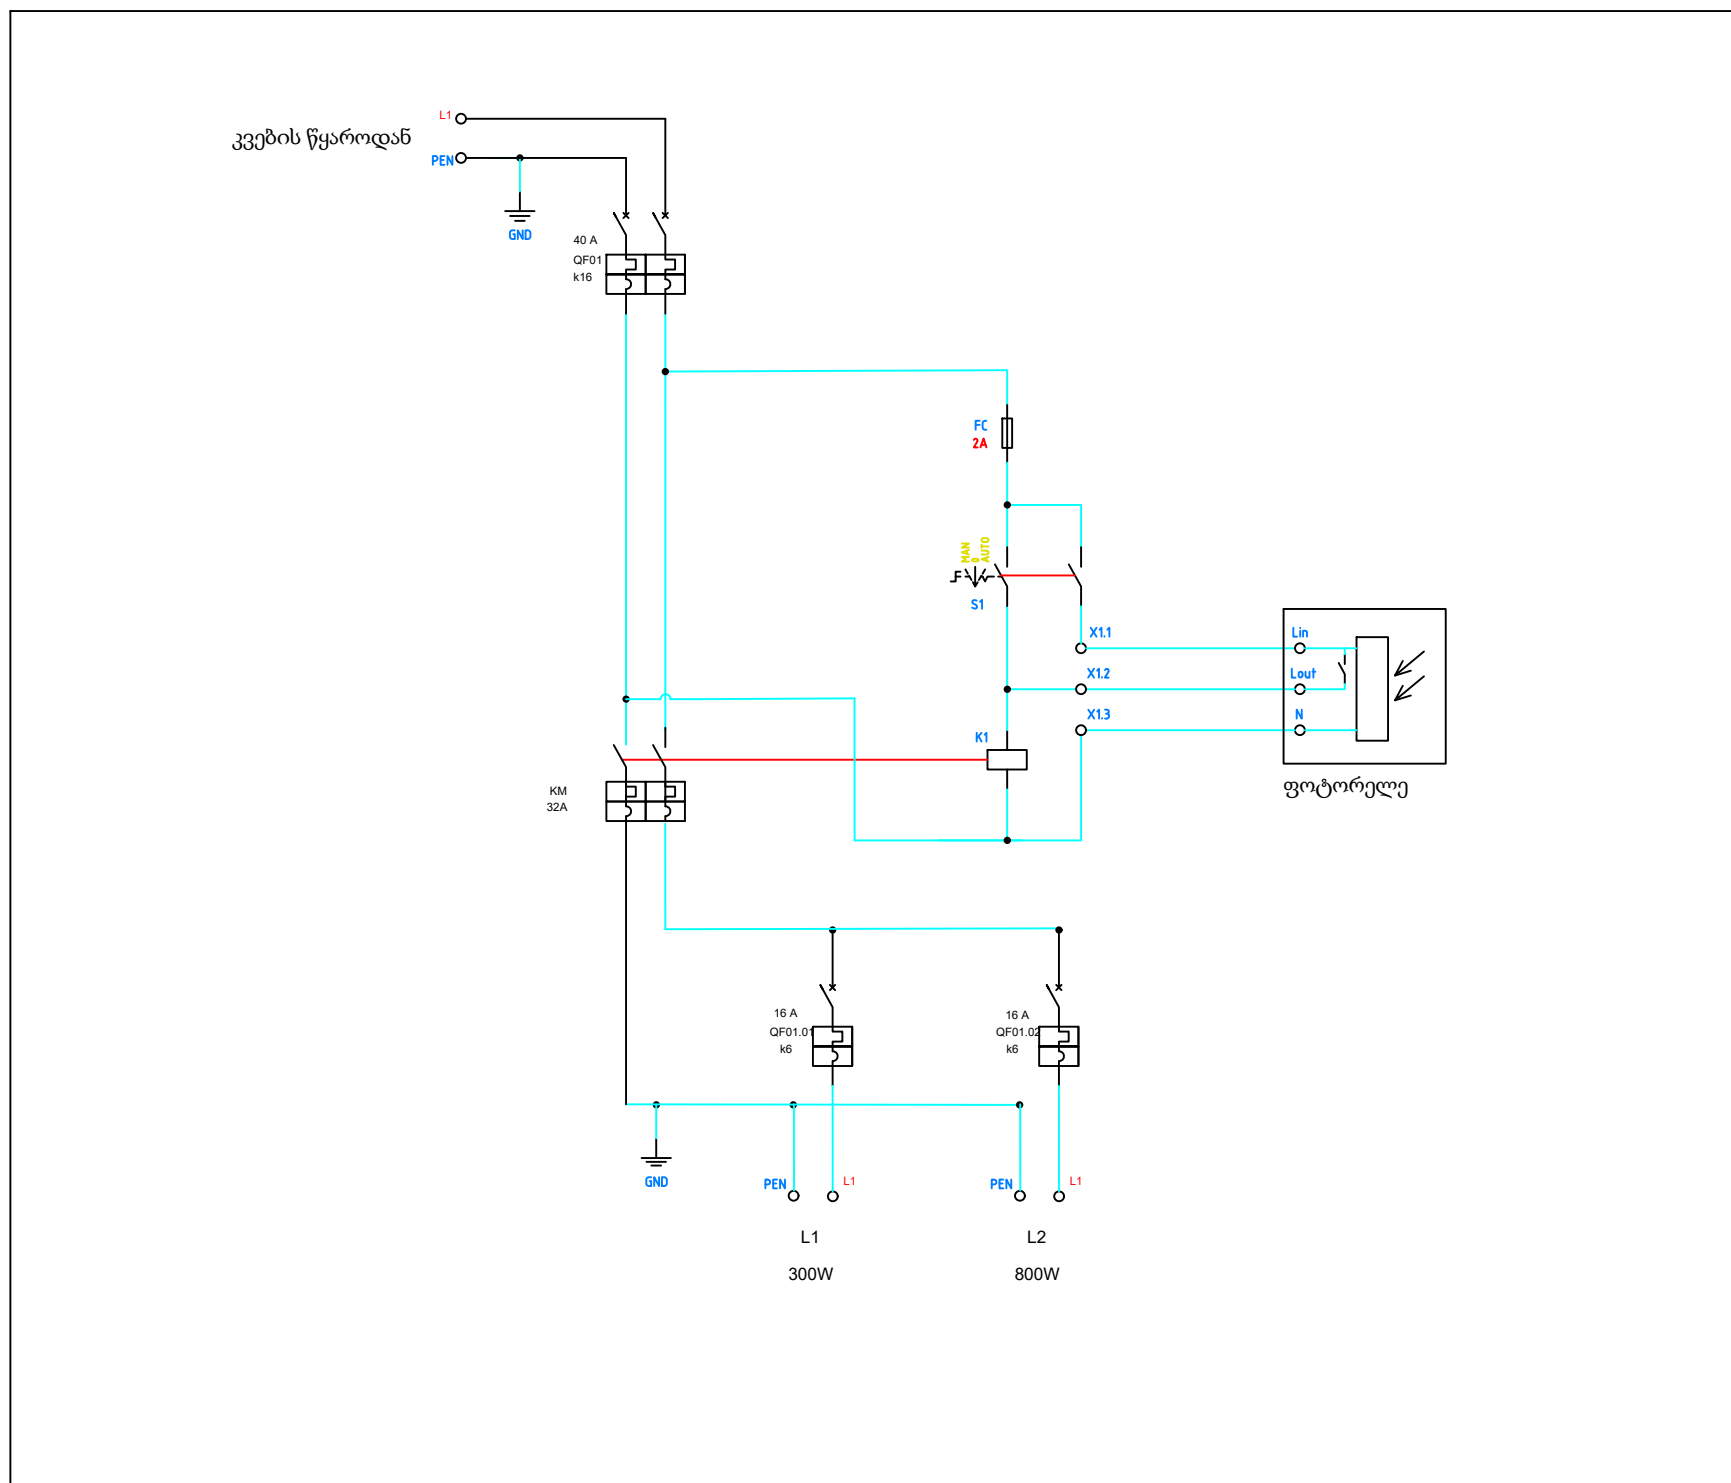 L1
კვების წყაროდან
PEN
GND
40 A
QF01
k16
FC
2A
MAN
0
AUTO
S1
X1.1
Lin
X1.2
Lout
X1.3
N
K1
ფოტორელე
KM
32A
16 A
QF01.01
k6
16 A
QF01.02
k6
GND
PEN
L1
PEN
L1
L1
L2
300W
800W